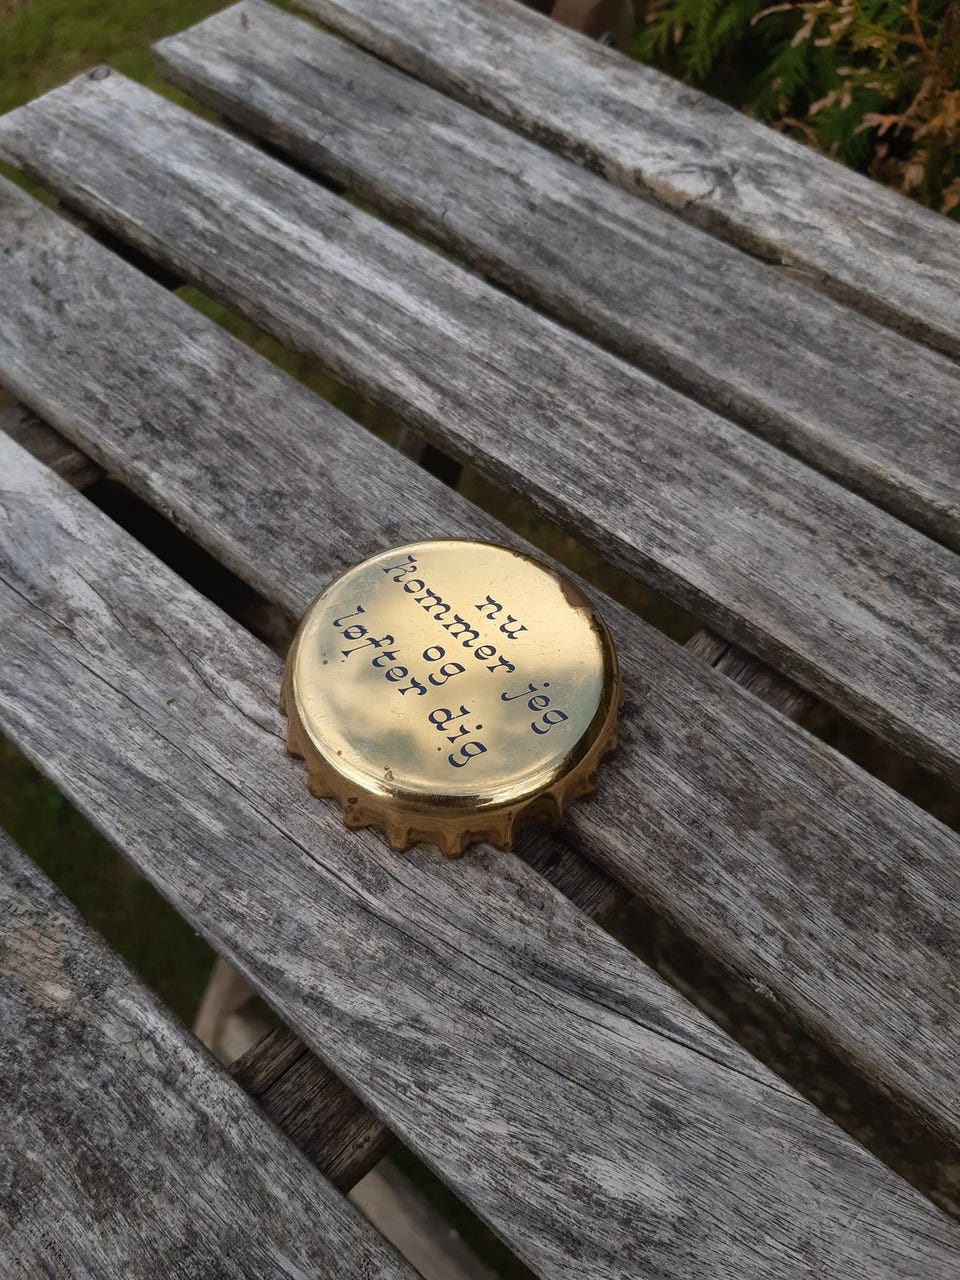 nu
kommer jeg
og
løfter dig